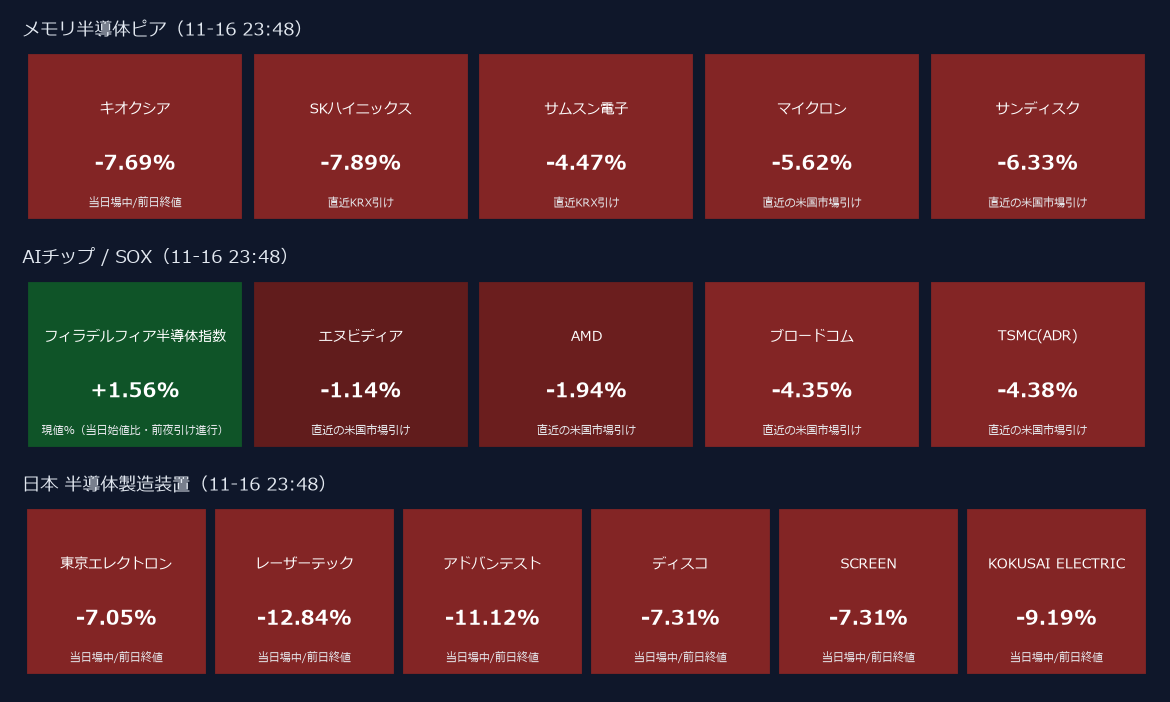 メモリ半導体ピア（11-16 23:48）
キオクシア
-7.69%
当日場中/前日終値
SKハイニックス
-7.89%
直近KRX引け
サムスン電子
-4.47%
直近KRX引け
マイクロン
-5.62%
直近の米国市場引け
サンディスク
-6.33%
直近の米国市場引け
AIチップ / SOX（11-16 23:48）
フィラデルフィア半導体指数
+1.56%
現値%（当日始値比・前夜引け進行）
エヌビディア
-1.14%
直近の米国市場引け
AMD
-1.94%
直近の米国市場引け
ブロードコム
-4.35%
直近の米国市場引け
TSMC(ADR)
-4.38%
直近の米国市場引け
日本 半導体製造装置（11-16 23:48）
東京エレクトロン
-7.05%
当日場中/前日終値
レーザーテック
-12.84%
当日場中/前日終値
アドバンテスト
-11.12%
当日場中/前日終値
ディスコ
-7.31%
当日場中/前日終値
SCREEN
-7.31%
当日場中/前日終値
KOKUSAI ELECTRIC
-9.19%
当日場中/前日終値